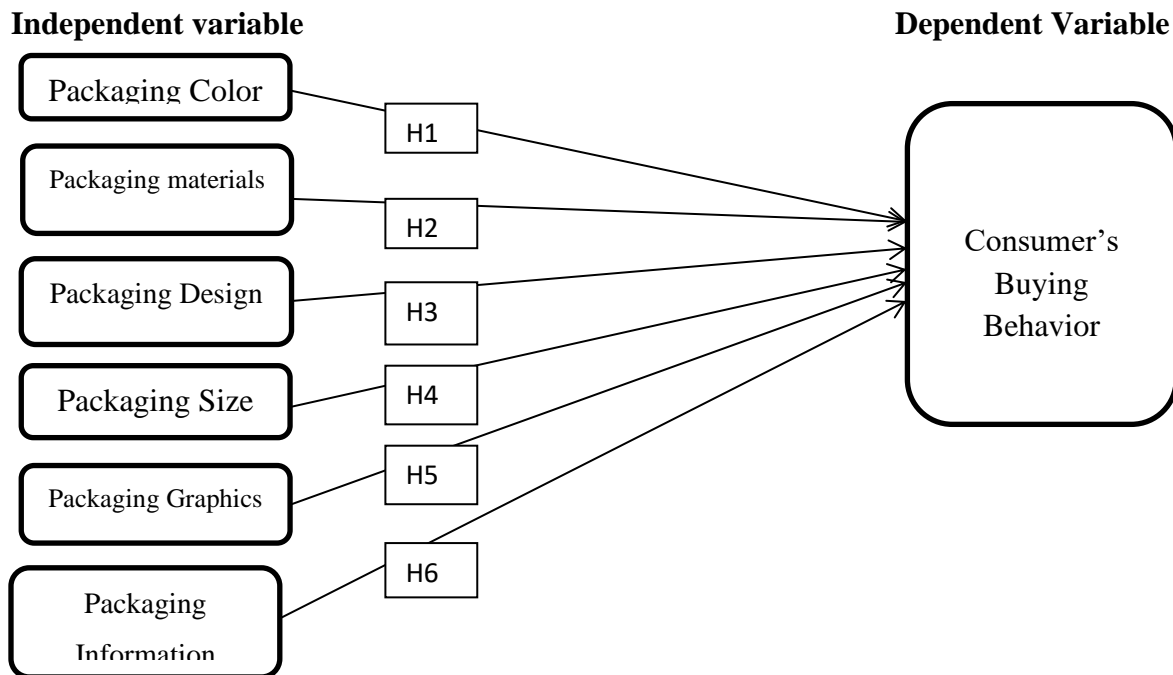 Independent variable
Dependent Variable
Packaging Color
H1
Packaging materials
H2
Packaging Design
H3
Packaging Size
H4
Packaging Graphics
H5
Packaging
Information
H6
Consumer’s
Buying
Behavior